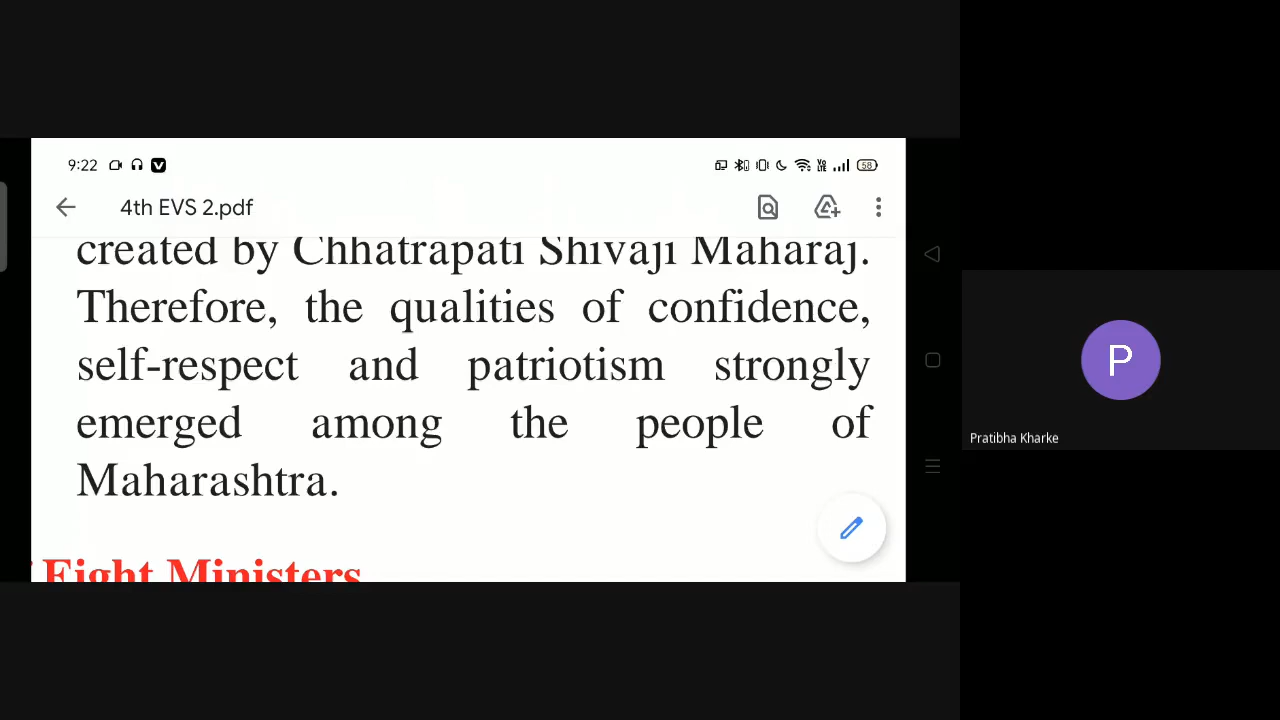 9:22
58
4th EVS 2.pdf
created by Chhatrapati Shivaji Maharaj.
Therefore, the qualities of confidence,
self-respect and patriotism strongly
emerged among the people of
Maharashtra.
Eight Ministers
P
Pratibha Kharke